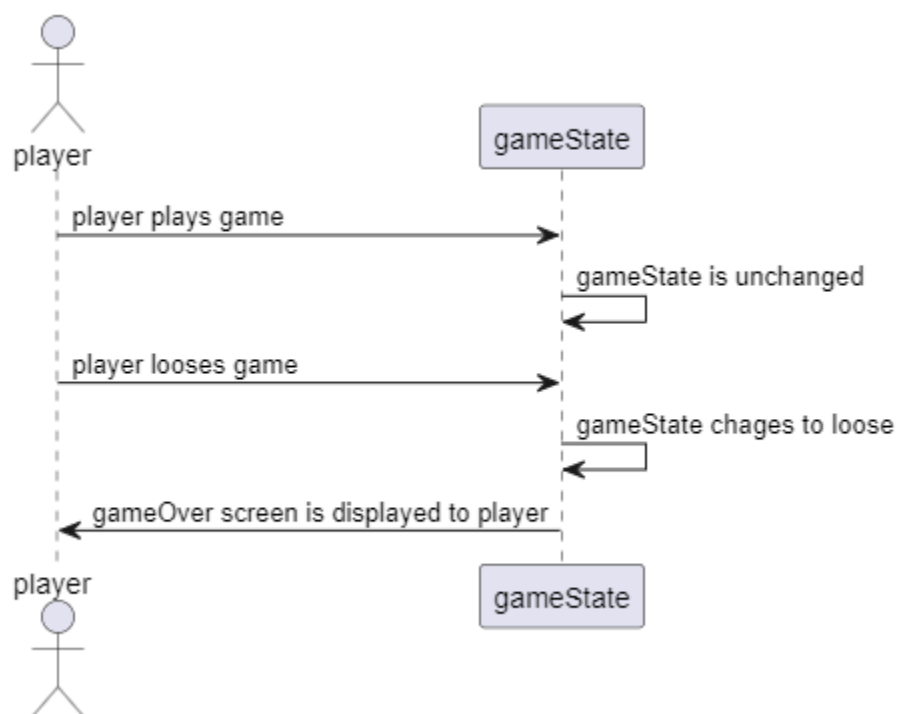 player
gameState
player plays game
gameState is unchanged
player looses game
gameState chages to loose
gameOver screen is displayed to player
player
gameState